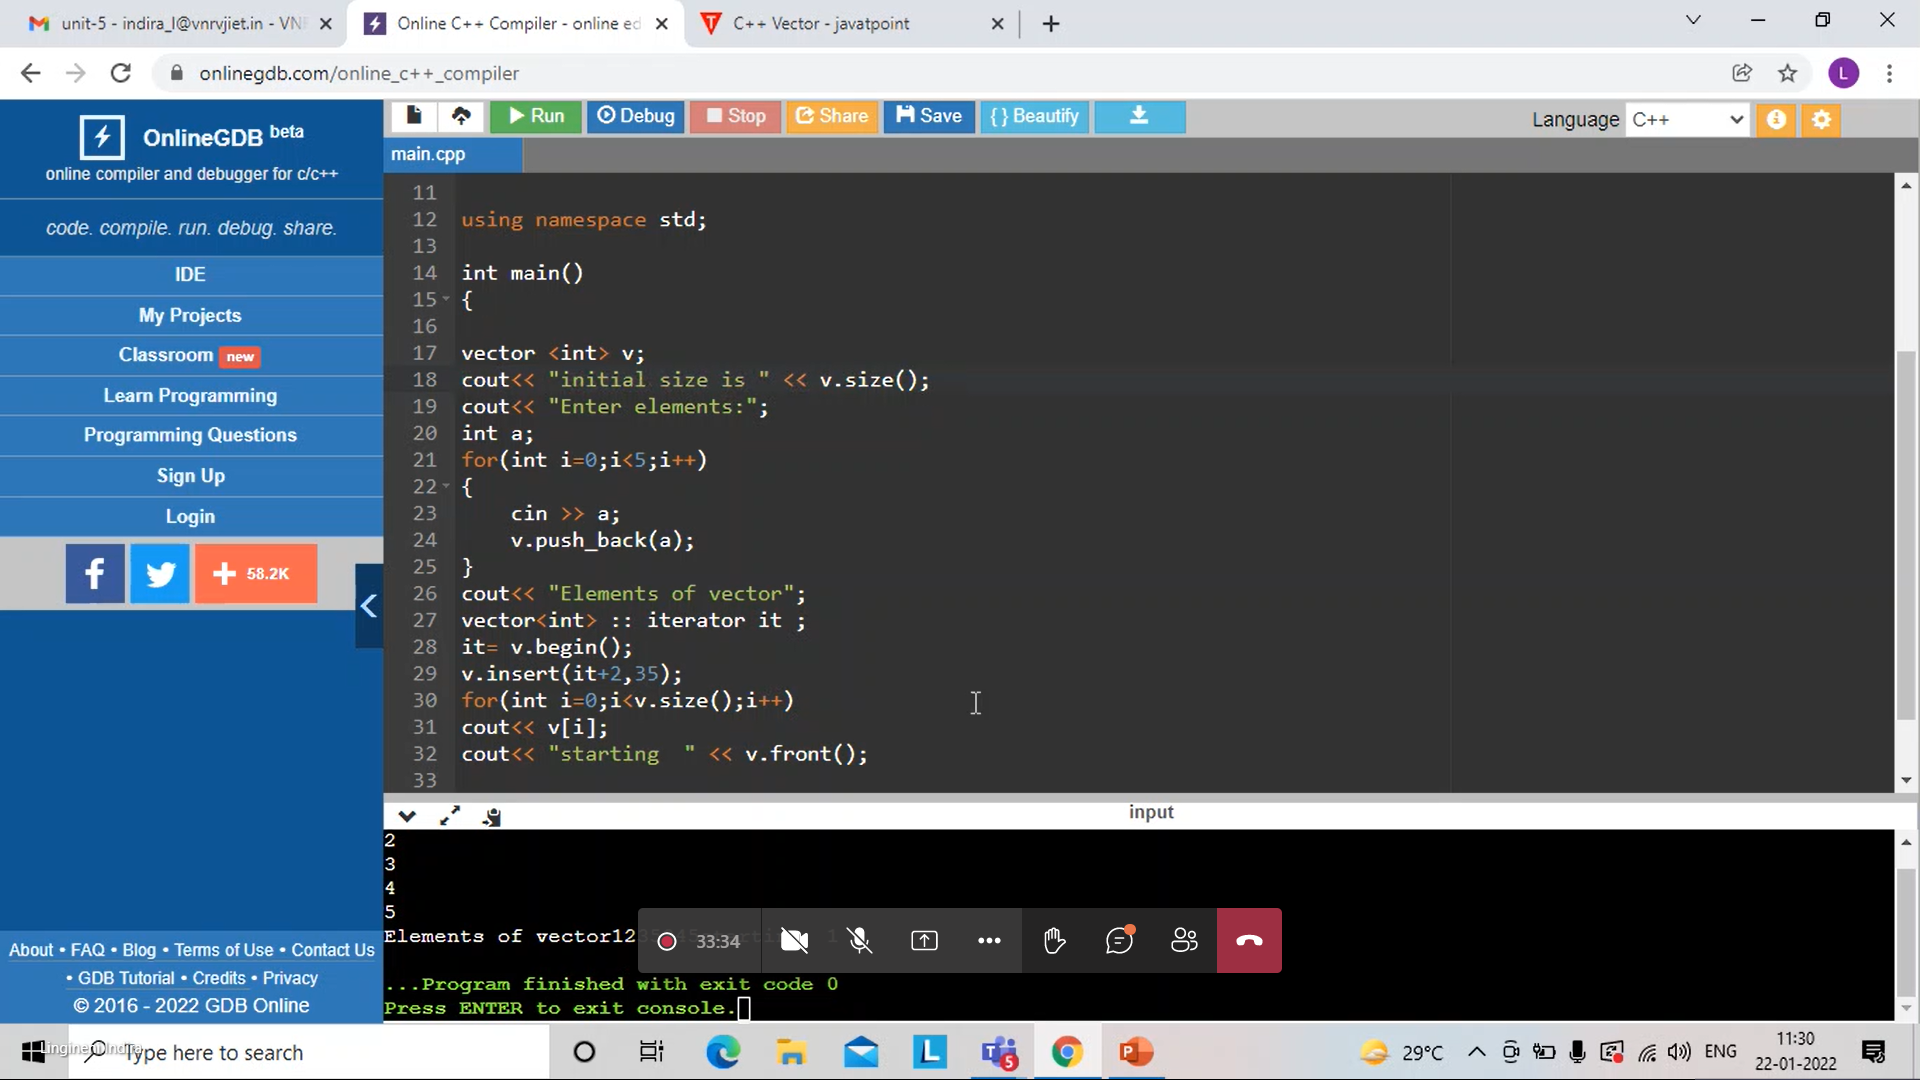 unit-5 - indira_l@vnrvjiet.in - VN
Online C++ Compiler - online ed
C++ Vector - javatpoint
onlinegdb.com/online_c++_compiler
L
OnlineGDB beta
online compiler and debugger for c/c++
code. compile. run. debug. share.
IDE
My Projects
Classroom new
Learn Programming
Programming Questions
Sign Up
Login
58.2K
About • FAQ • Blog • Terms of Use • Contact Us
• GDB Tutorial • Credits • Privacy
© 2016 - 2022 GDB Online
Run Debug Stop Share Save {} Beautify
Language C++
main.cpp
11
12 using namespace std;
13
14 int main()
15 {
16
17 vector <int> v;
18 cout<< "initial size is " << v.size();
19 cout<< "Enter elements:";
20 int a;
21 for(int i=0;i<5;i++)
22 {
23 cin >> a;
24 v.push_back(a);
25 }
26 cout<< "Elements of vector";
27 vector<int> :: iterator it ;
28 it= v.begin();
29 v.insert(it+2,35);
30 for(int i=0;i<v.size();i++)
31 cout<< v[i];
32 cout<< "starting  " << v.front();
33
input
2
3
4
5
Elements of
33:34
...Program finished with exit code 0
Press ENTER to exit console.
Lingineni Indira
Type here to search
L
5
29°C
ENG
11:30
22-01-2022